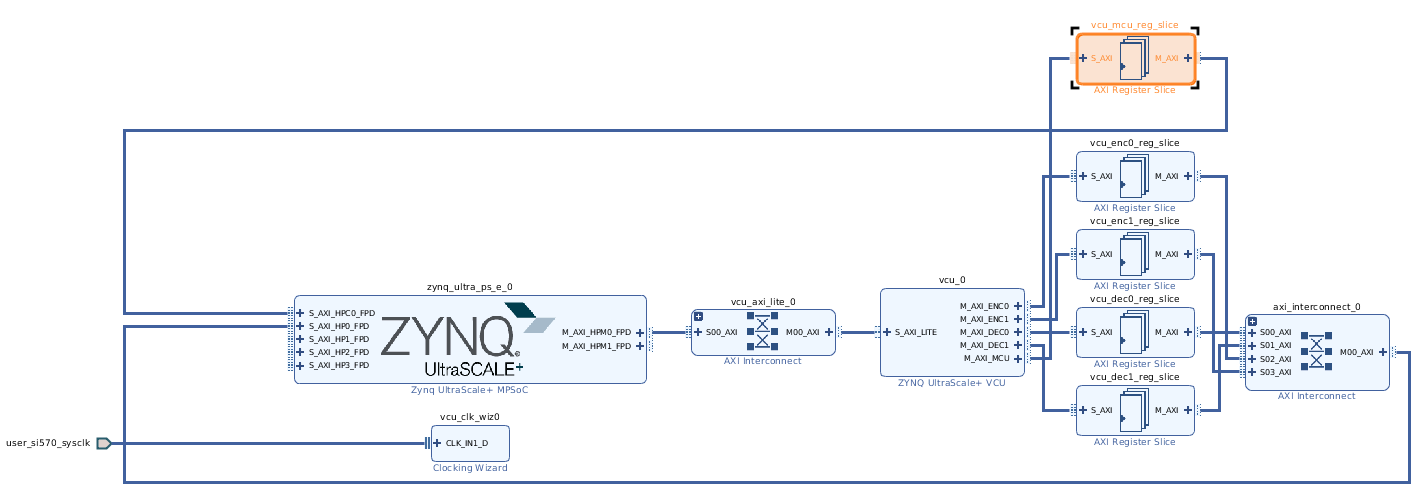 vcu_mcu_reg_slice
S_AXI M_AXI
AXI Register Slice
vcu_enc0_reg_slice
S_AXI M_AXI
AXI Register Slice
vcu_enc1_reg_slice
S_AXI M_AXI
AXI Register Slice
zynq_ultra_ps_e_0
S_AXI_HPC0_FPD
S_AXI_HP0_FPD
S_AXI_HP1_FPD
S_AXI_HP2_FPD
S_AXI_HP3_FPD
ZYNQ
UltraSCALE+
M_AXI_HPM0_FPD
M_AXI_HPM1_FPD
Zynq UltraScale+ MPSoC
vcu_axi_lite_0
S00_AXI M00_AXI
AXI Interconnect
vcu_0
S_AXI_LITE
M_AXI_ENC0
M_AXI_ENC1
M_AXI_DEC0
M_AXI_DEC1
M_AXI_MCU
ZYNQ UltraScale+ VCU
vcu_dec0_reg_slice
S_AXI M_AXI
AXI Register Slice
vcu_dec1_reg_slice
S_AXI M_AXI
AXI Register Slice
axi_interconnect_0
S00_AXI
S01_AXI
S02_AXI
S03_AXI
M00_AXI
AXI Interconnect
user_si570_sysclk
vcu_clk_wiz0
CLK_IN1_D
Clocking Wizard